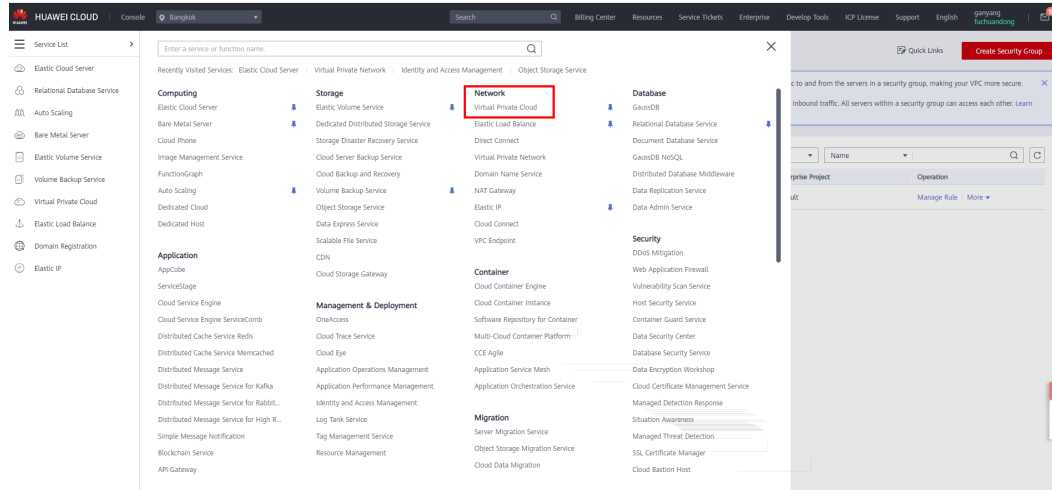 HUAWEI
HUAWEI CLOUD | Console Bangkok Search Billing Center Resources Service Tickets Enterprise Develop Tools ICP License Support English ganyang
fuchuandong
Service List
Elastic Cloud Server
Relational Database Service
Auto Scaling
Bare Metal Server
Elastic Volume Service
Volume Backup Service
Virtual Private Cloud
Elastic Load Balance
Domain Registration
Elastic IP
Enter a service or function name.
Recently Visited Services: Elastic Cloud Server | Virtual Private Network | Identity and Access Management | Object Storage Service
Computing
Elastic Cloud Server
Bare Metal Server
Cloud Phone
Image Management Service
FunctionGraph
Auto Scaling
Dedicated Cloud
Dedicated Host
Application
AppCube
ServiceStage
Cloud Service Engine
Cloud Service Engine ServiceComb
Distributed Cache Service Redis
Distributed Cache Service Memcached
Distributed Message Service
Distributed Message Service for Kafka
Distributed Message Service for Rabbit...
Distributed Message Service for High R...
Simple Message Notification
Blockchain Service
API Gateway
Storage
Elastic Volume Service
Dedicated Distributed Storage Service
Storage Disaster Recovery Service
Cloud Server Backup Service
Cloud Backup and Recovery
Volume Backup Service
Object Storage Service
Data Express Service
Scalable File Service
CDN
Cloud Storage Gateway
Management & Deployment
OneAccess
Cloud Trace Service
Cloud Eye
Application Operations Management
Application Performance Management
Identity and Access Management
Log Tank Service
Tag Management Service
Resource Management
Network
Virtual Private Cloud
Elastic Load Balance
Direct Connect
Virtual Private Network
Domain Name Service
NAT Gateway
Elastic IP
Cloud Connect
VPC Endpoint
Container
Cloud Container Engine
Cloud Container Instance
Software Repository for Container
Multi-Cloud Container Platform
CCE Agile
Application Service Mesh
Application Orchestration Service
Migration
Server Migration Service
Object Storage Migration Service
Cloud Data Migration
Database
GaussDB
Relational Database Service
Document Database Service
GaussDB NoSQL
Distributed Database Middleware
Data Replication Service
Data Admin Service
Security
DDoS Mitigation
Web Application Firewall
Vulnerability Scan Service
Host Security Service
Container Guard Service
Data Security Center
Database Security Service
Data Encryption Workshop
Cloud Certificate Management Service
Managed Detection Response
Situation Awareness
Managed Threat Detection
SSL Certificate Manager
Cloud Bastion Host
Quick Links Create Security Group
c to and from the servers in a security group, making your VPC more secure.
inbound traffic. All servers within a security group can access each other. Learn
Name
rprise Project Operation
ult Manage Rule | More